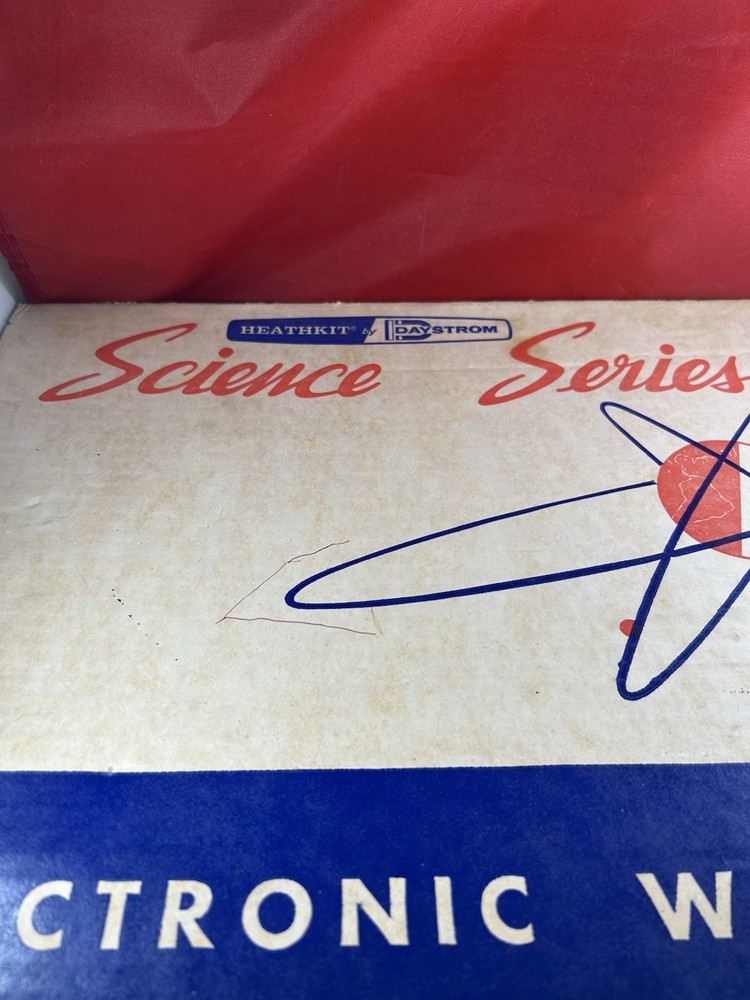 HEATHKIT® by DAYSTROM
Science Series
CTRONIC W